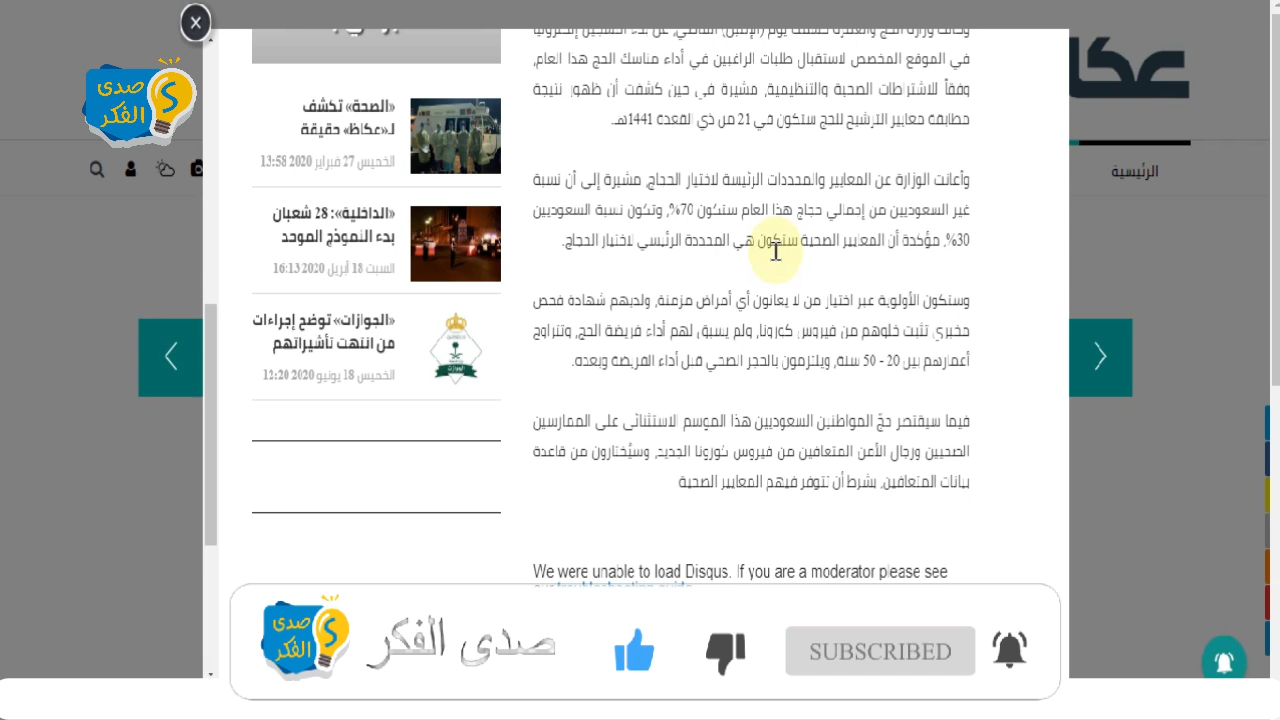 صدى
الفكر
عكا
الرئيسية
في الموقع المخصص لاستقبال طلبات الراغبين في أداء مناسك الحج هذا العام،
وفقاً للاشتراطات الصحية والتنظيمية، مشيرة في حين كشفت أن ظهور نتيجة
مطابقة معايير الترشيح للحج ستكون في 21 من ذي القعدة 1441هـ.
وأعلنت الوزارة عن المعايير والمحددات الرئيسة لاختيار الحجاج، مشيرة إلى أن نسبة
غير السعوديين من إجمالي حجاج هذا العام ستكون 70%، وتكون نسبة السعوديين
30%، مؤكدة أن المعايير الصحية ستكون هي المحددة الرئيسي لاختيار الحجاج.
وستكون الأولوية عبر اختيار من لا يعانون أي أمراض مزمنة، ولديهم شهادة فحص
مخبري تثبت خلوهم من فيروس كورونا، ولم يسبق لهم أداء فريضة الحج، وتتراوح
أعمارهم بين 20 - 50 سنة، ويلتزمون بالحجر الصحي قبل أداء الفريضة وبعده.
فيما سيقتصر حجّ المواطنين السعوديين هذا الموسم الاستثنائي على الممارسين
الصحيين ورجال الأمن المتعافين من فيروس كورونا الجديد، وسيُختارون من قاعدة
بيانات المتعافين، بشرط أن تتوفر فيهم المعايير الصحية
We were unable to load Disqus. If you are a moderator please see
«الصحة» تكشف
لـ«عكاظ» حقيقة
الخميس 27 فبراير 2020 13:58
«الداخلية»: 28 شعبان
بدء النموذج الموحد
السبت 18 أبريل 2020 16:13
«الجوازات» توضح إجراءات
من انتهت تأشيراتهم
الخميس 18 يونيو 2020 12:20
الجوازات
صدى
الفكر
صدى الفكر
SUBSCRIBED